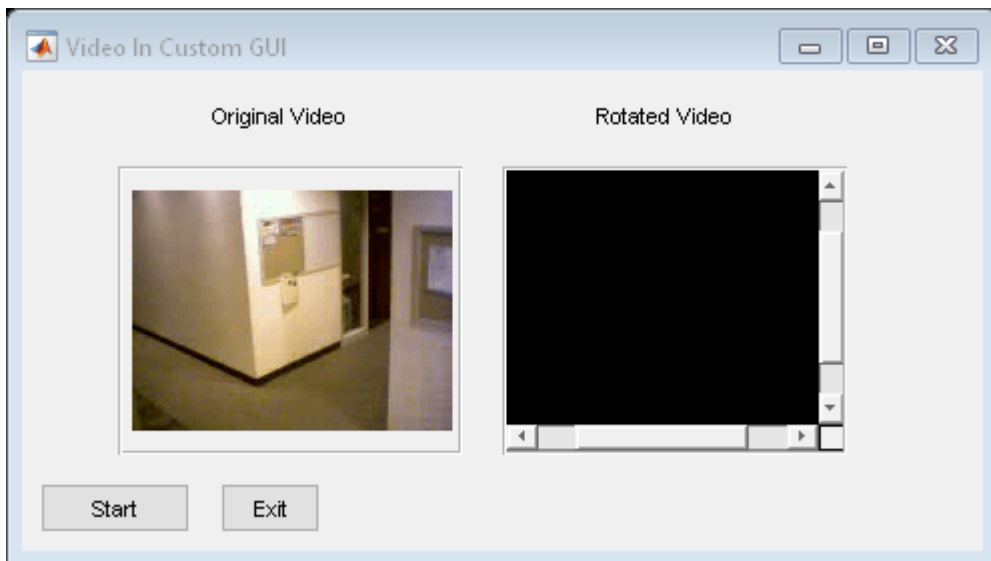 Video In Custom GUI
Original Video
Rotated Video
Start
Exit